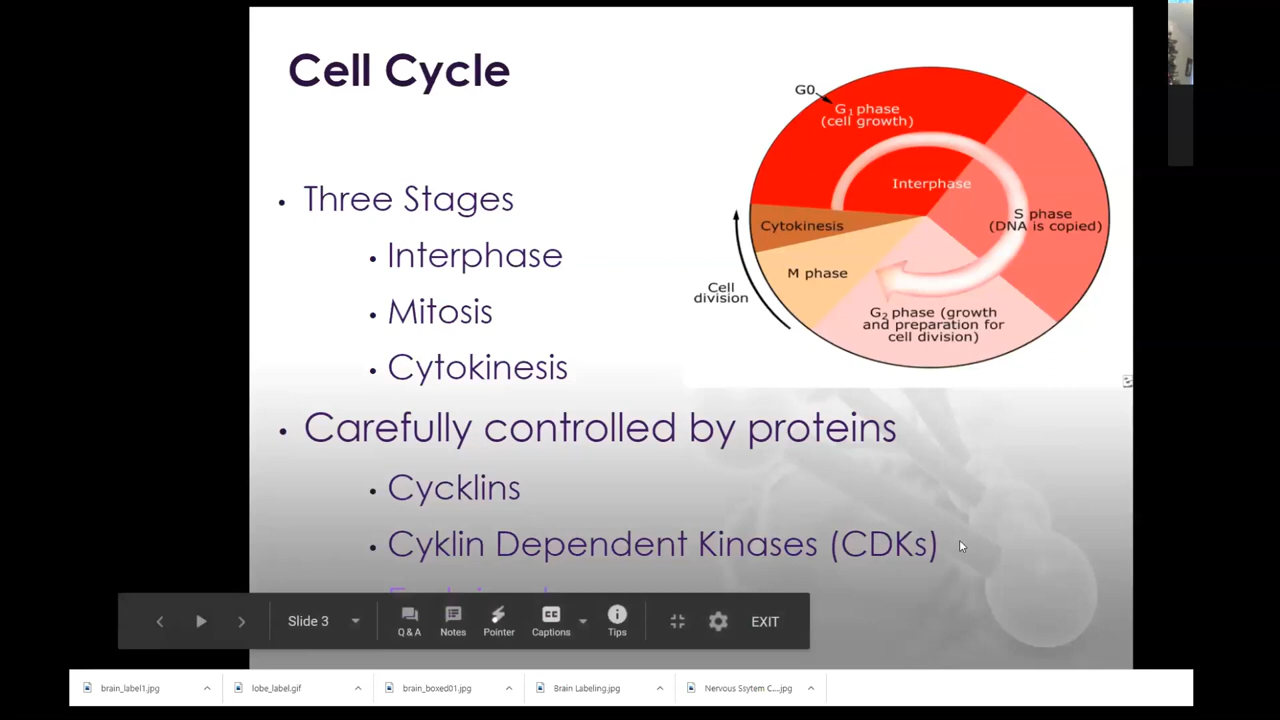 Cell Cycle
Three Stages
Interphase
Mitosis
Cytokinesis
Carefully controlled by proteins
Cycklins
Cyklin Dependent Kinases (CDKs)
G0
G1 phase
(cell growth)
Interphase
S phase
(DNA is copied)
Cytokinesis
M phase
Cell
division
G2 phase (growth
and preparation for
cell division)
Slide 3
Q & A
Notes
Pointer
CC
Captions
Tips
EXIT
brain_label1.jpg
lobe_label.gif
brain_boxed01.jpg
Brain Labeling.jpg
Nervous Ssytem C....jpg